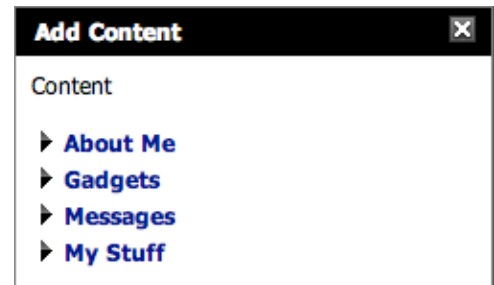 Add Content
Content
About Me
Gadgets
Messages
My Stuff